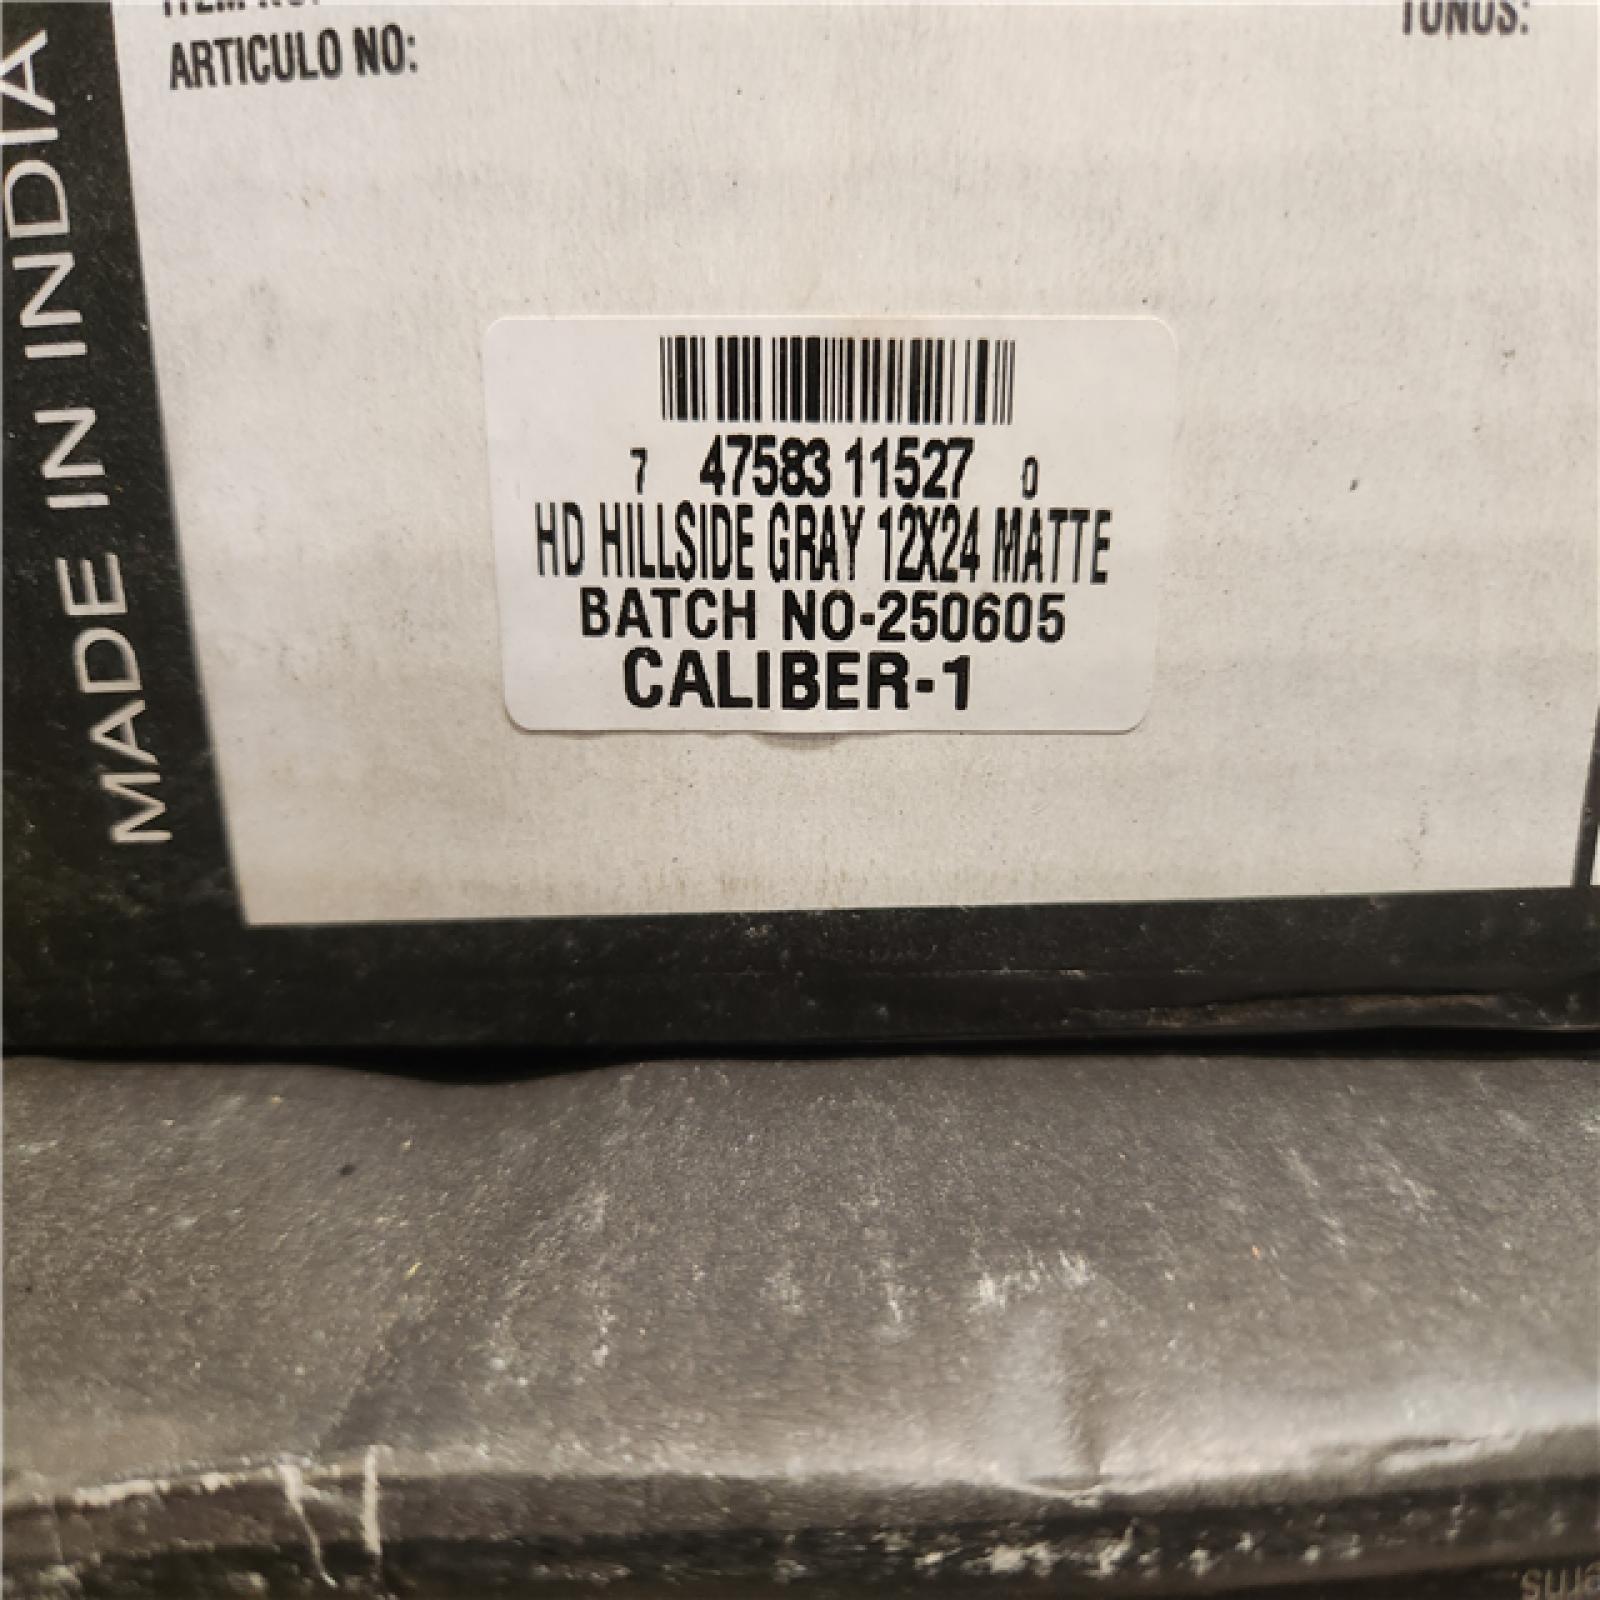 ARTICULO NO:
TONOS:
MADE IN INDIA
7 47583 11527 0
HD HILLSIDE GRAY 12X24 MATTE
BATCH NO-250605
CALIBER-1